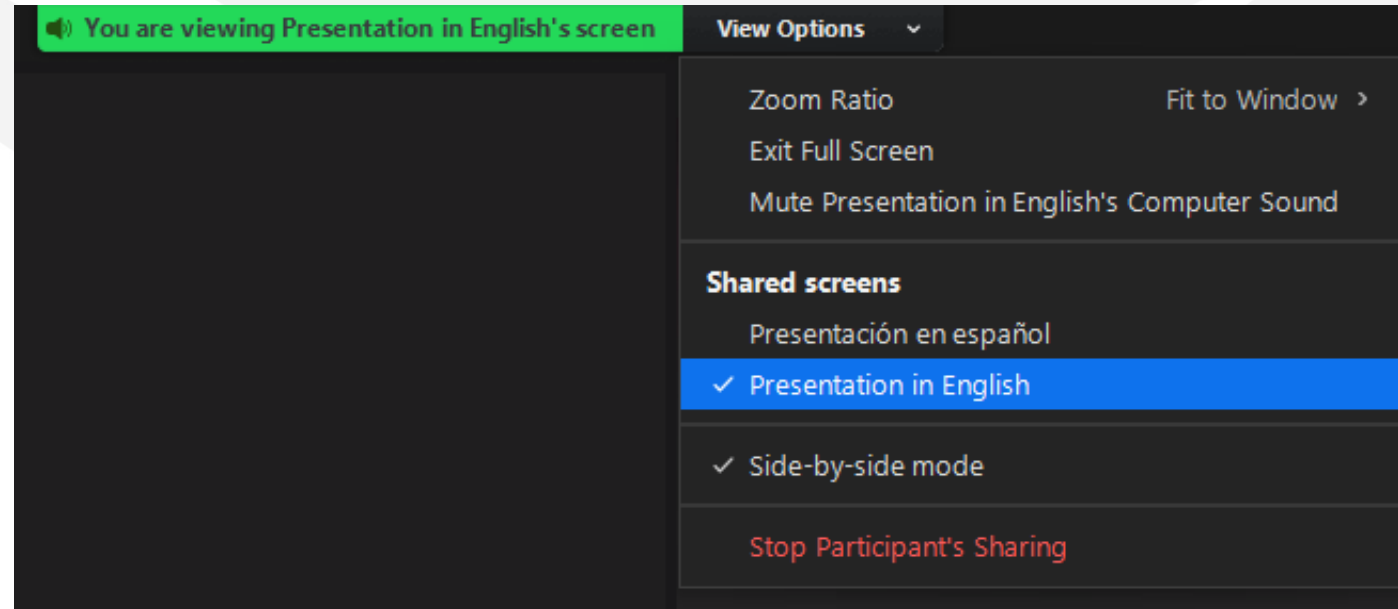 You are viewing Presentation in English's screen
View Options
Zoom Ratio Fit to Window
Exit Full Screen
Mute Presentation in English's Computer Sound
Shared screens
Presentación en español
Presentation in English
Side-by-side mode
Stop Participant's Sharing